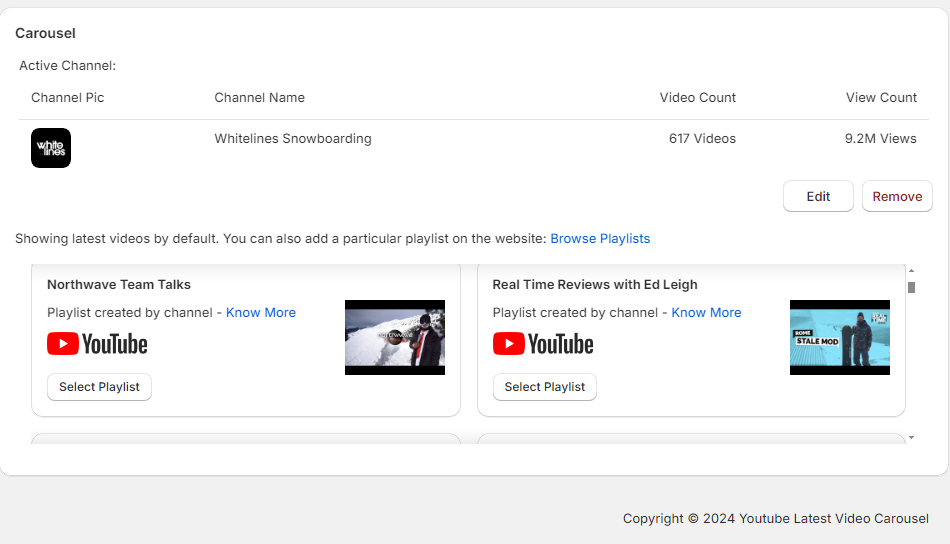 Carousel
Active Channel:
Channel Pic Channel Name Video Count View Count
white lines Whitelines Snowboarding 617 Videos 9.2M Views
Edit Remove
Showing latest videos by default. You can also add a particular playlist on the website: Browse Playlists
Northwave Team Talks
Playlist created by channel - Know More
YouTube
Select Playlist
Real Time Reviews with Ed Leigh
Playlist created by channel - Know More
YouTube
ROME
STALE MOD
Select Playlist
Copyright © 2024 Youtube Latest Video Carousel